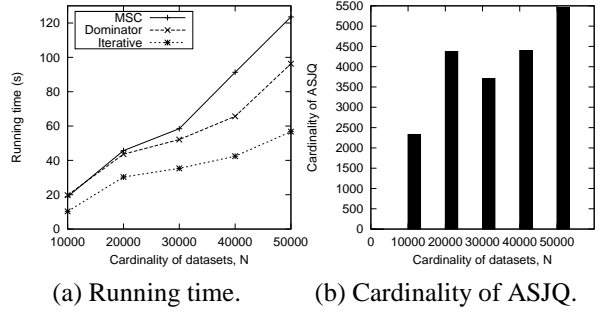 MSC
Dominator
Iterative
120
100
80
60
40
20
0
Running time (s)
10000 20000 30000 40000 50000
Cardinality of datasets, N
(a) Running time.
5500
5000
4500
4000
3500
3000
2500
2000
1500
1000
500
0
Cardinality of ASJQ
0 10000 20000 30000 40000 50000
Cardinality of datasets, N
(b) Cardinality of ASJQ.